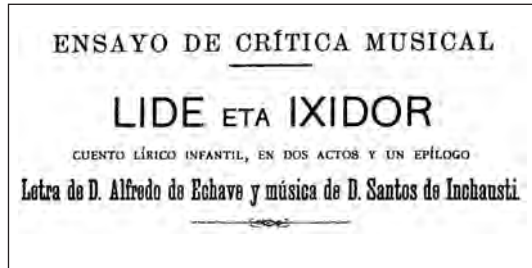 ENSAYO DE CRÍTICA MUSICAL
LIDE ETA IXIDOR
CUENTO LÍRICO INFANTIL, EN DOS ACTOS Y UN EPÍLOGO
Letra de D. Alfredo de Echave y música de D. Santos de Inchausti.